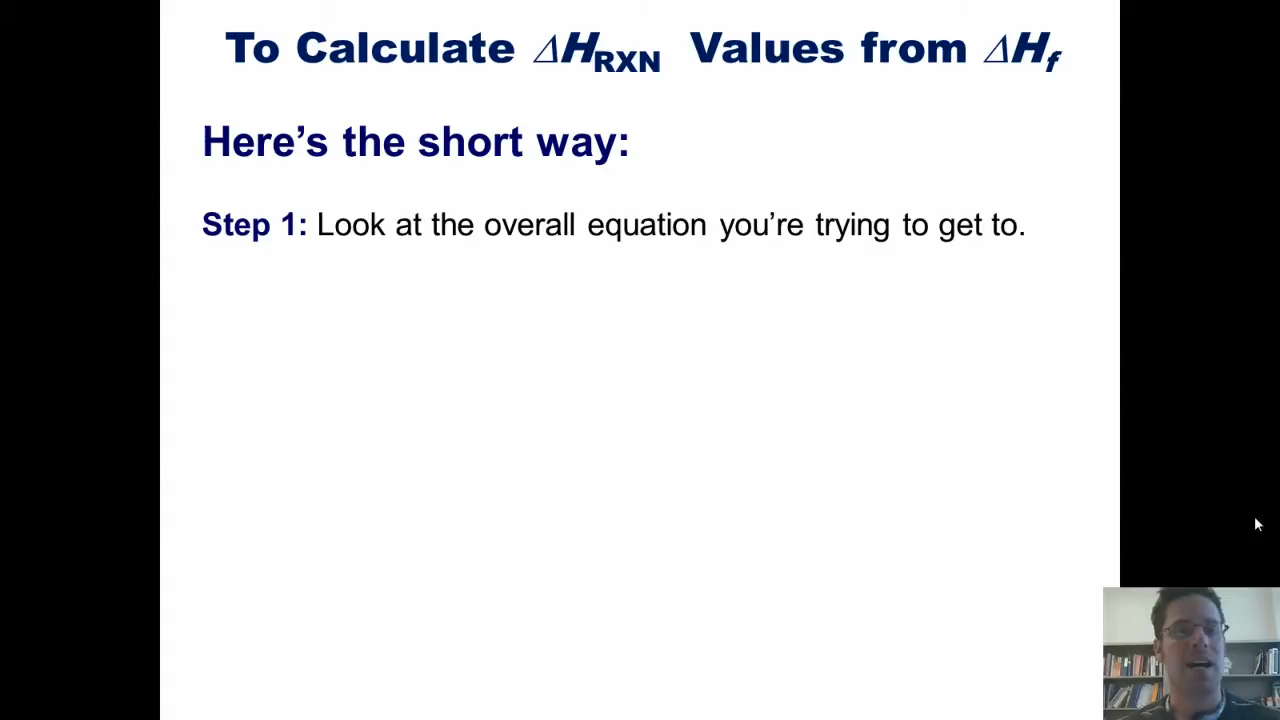 To Calculate ΔHRXN Values from ΔHf
Here’s the short way:
Step 1: Look at the overall equation you’re trying to get to.